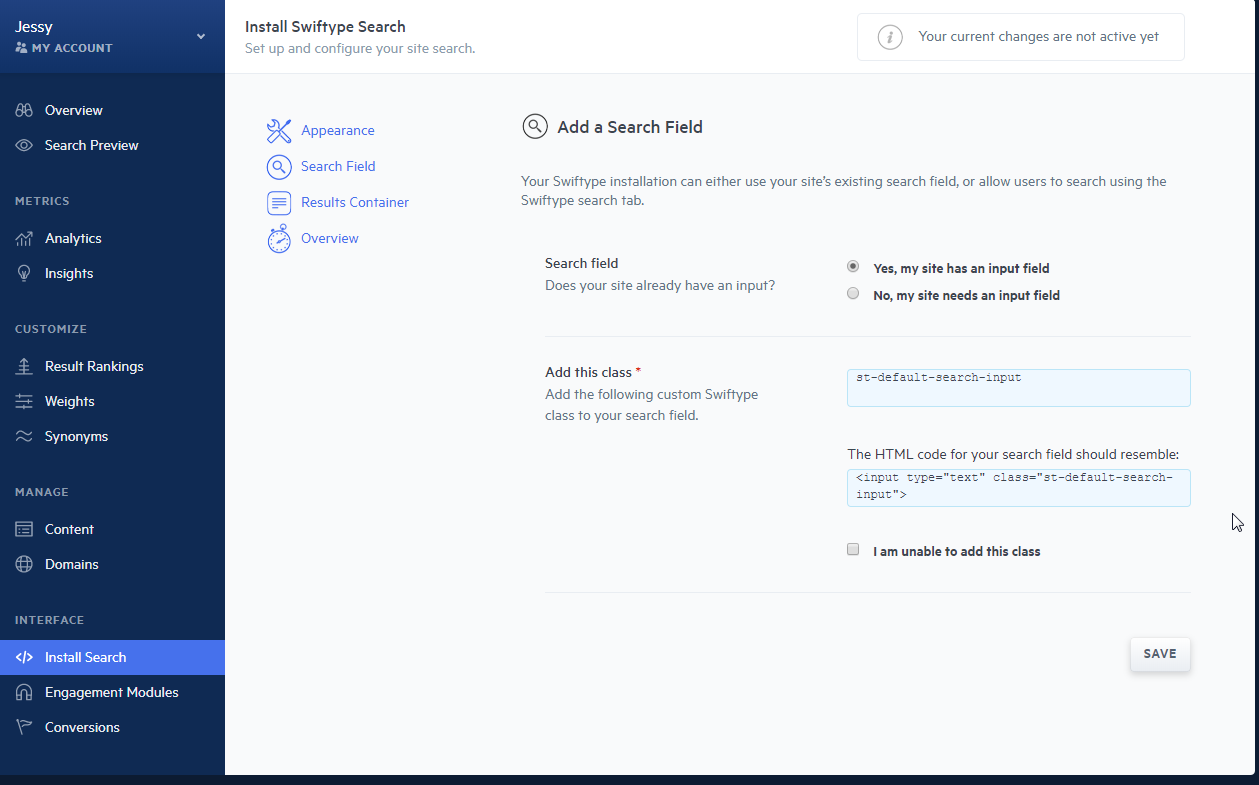 Jessy
MY ACCOUNT
Overview
Search Preview
METRICS
Analytics
Insights
CUSTOMIZE
Result Rankings
Weights
Synonyms
MANAGE
Content
Domains
INTERFACE
</> Install Search
Engagement Modules
Conversions
Install Swiftype Search
Set up and configure your site search.
i Your current changes are not active yet
Appearance
Search Field
Results Container
Overview
Add a Search Field
Your Swiftype installation can either use your site's existing search field, or allow users to search using the
Swiftype search tab.
Search field
Does your site already have an input?
Yes, my site has an input field
No, my site needs an input field
Add this class *
Add the following custom Swiftype
class to your search field.
st-default-search-input
The HTML code for your search field should resemble:
<input type="text" class="st-default-search-
input">
I am unable to add this class
SAVE